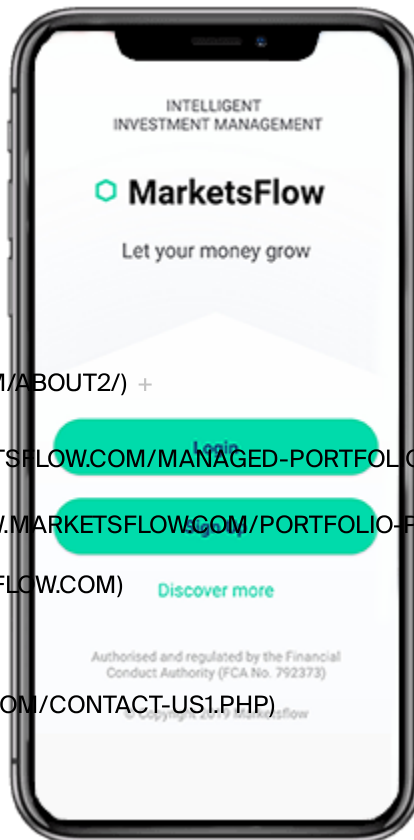 INTELLIGENT
INVESTMENT MANAGEMENT
MarketsFlow
Let your money grow
M/ABOUT2/) +
Login
TSFLOW.COM/MANAGED-PORTFOLIO
W.MARKETSFLOW.COM/PORTFOLIO-P
Sign Up
FLOW.COM)
Discover more
Authorised and regulated by the Financial
Conduct Authority (FCA No. 792373)
OM/CONTACT-US1.PHP)
© Copyright 2019 Marketsflow